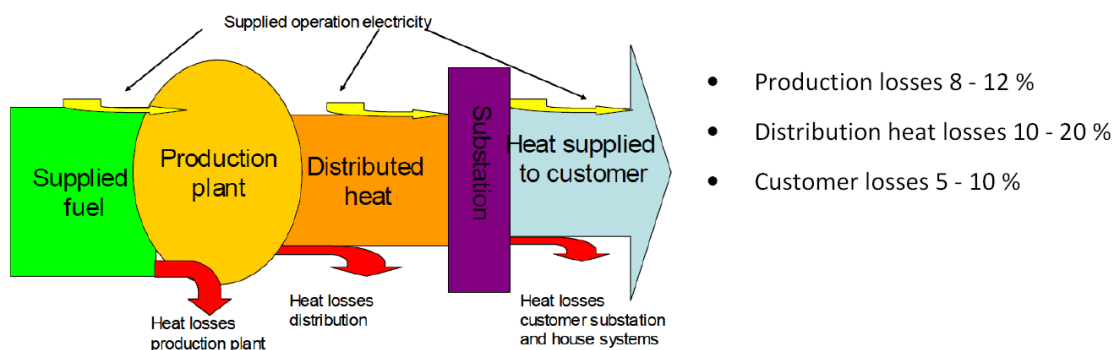 Supplied operation electricity
Supplied
fuel
Production
plant
Distributed
heat
Substation
Heat supplied
to customer
Heat losses
production plant
Heat losses
distribution
Heat losses
customer substation
and house systems
• Production losses 8 - 12 %
• Distribution heat losses 10 - 20 %
• Customer losses 5 - 10 %